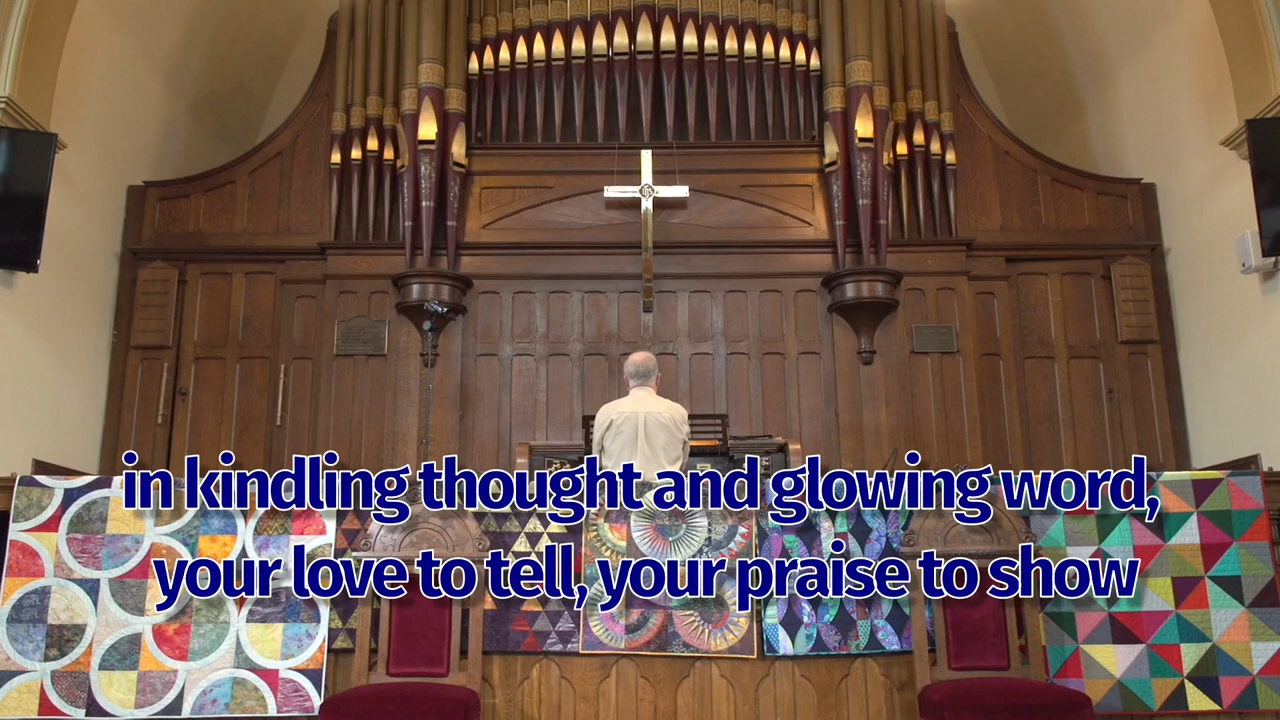 in kindling thought and glowing word,
your love to tell, your praise to show